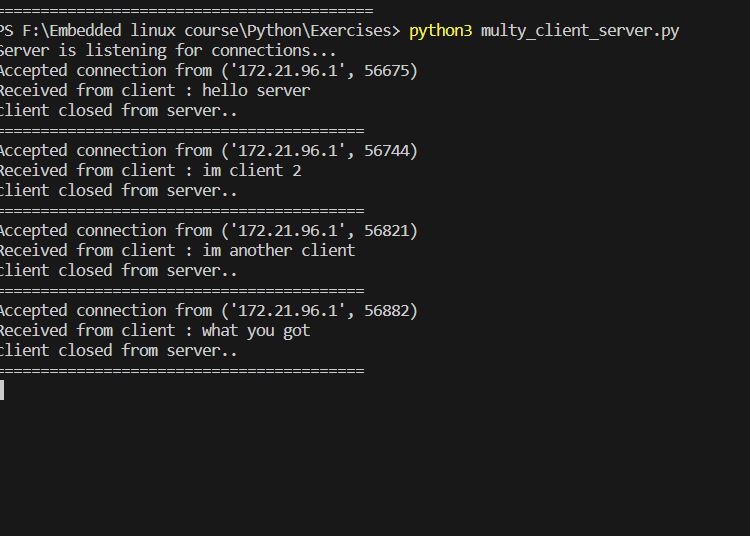 ===========================================
PS F:\Embedded linux course\Python\Exercises> python3 multy_client_server.py
Server is listening for connections...
Accepted connection from ('172.21.96.1', 56675)
Received from client : hello server
client closed from server..
==========================================
Accepted connection from ('172.21.96.1', 56744)
Received from client : im client 2
client closed from server..
==========================================
Accepted connection from ('172.21.96.1', 56821)
Received from client : im another client
client closed from server..
==========================================
Accepted connection from ('172.21.96.1', 56882)
Received from client : what you got
client closed from server..
==========================================